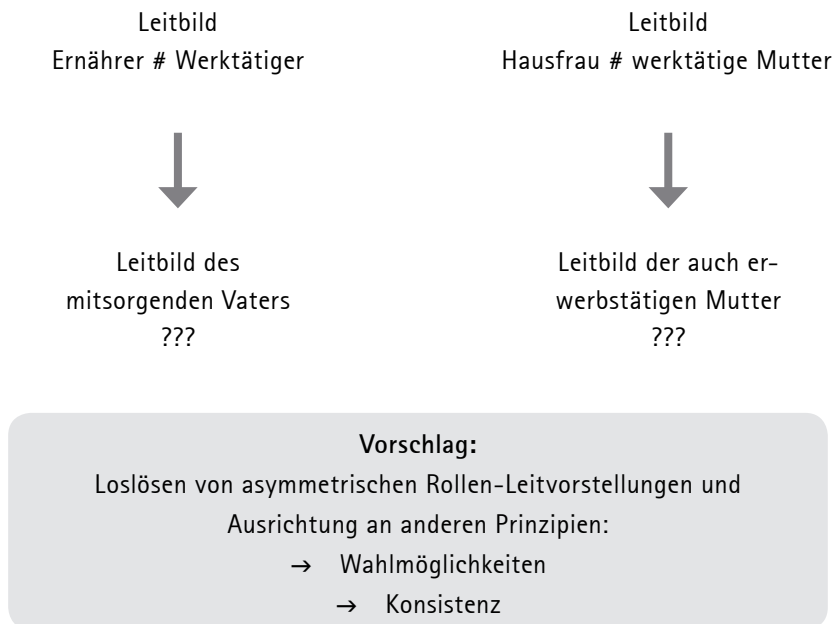 Leitbild
Ernährer # Werktätiger
Leitbild
Hausfrau # werktätige Mutter
Leitbild des
mitsorgenden Vaters
???
Leitbild der auch er-
werbstätigen Mutter
???
Vorschlag:
Loslösen von asymmetrischen Rollen-Leitvorstellungen und
Ausrichtung an anderen Prinzipien:
→ Wahlmöglichkeiten
→ Konsistenz